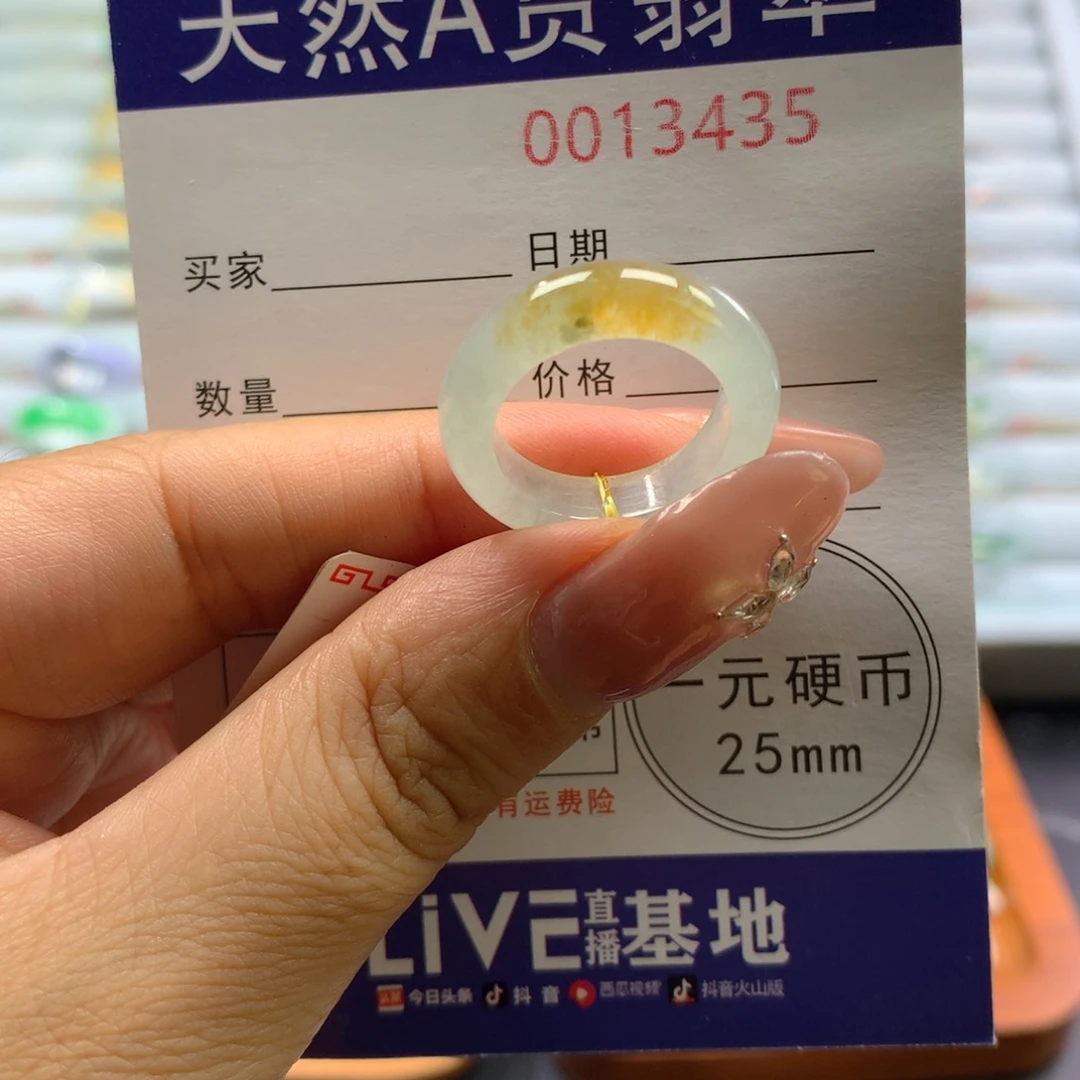 天然A货翡翠
0013435
买家 日期
数量 价格
一元硬币
25mm
有运费险
LiVE直播基地
今日头条 抖音 西瓜视频 抖音火山版